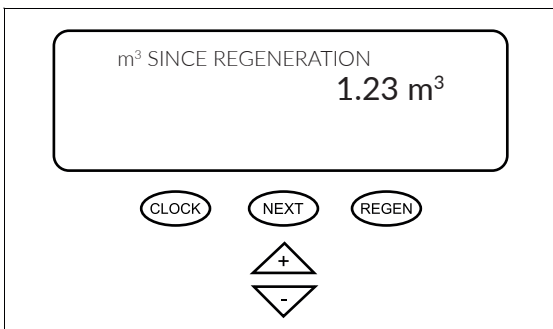 m³ SINCE REGENERATION
1.23 m³
CLOCK NEXT REGEN
+
-